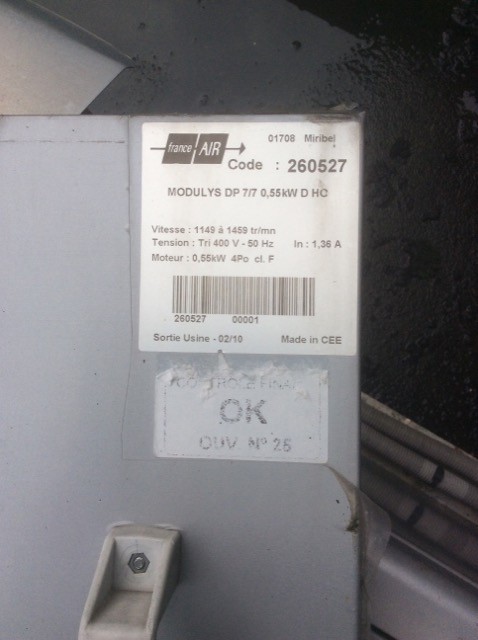 01708 Miribel
france AIR
Code : 260527
MODULYS DP 7/7 0,55kW D HC
Vitesse : 1149 à 1459 tr/mn
Tension : Tri 400 V - 50 Hz In : 1,36 A
Moteur : 0,55kW 4Po cl. F
260527 00001
Sortie Usine - 02/10 Made in CEE
OK
OUV N° 26